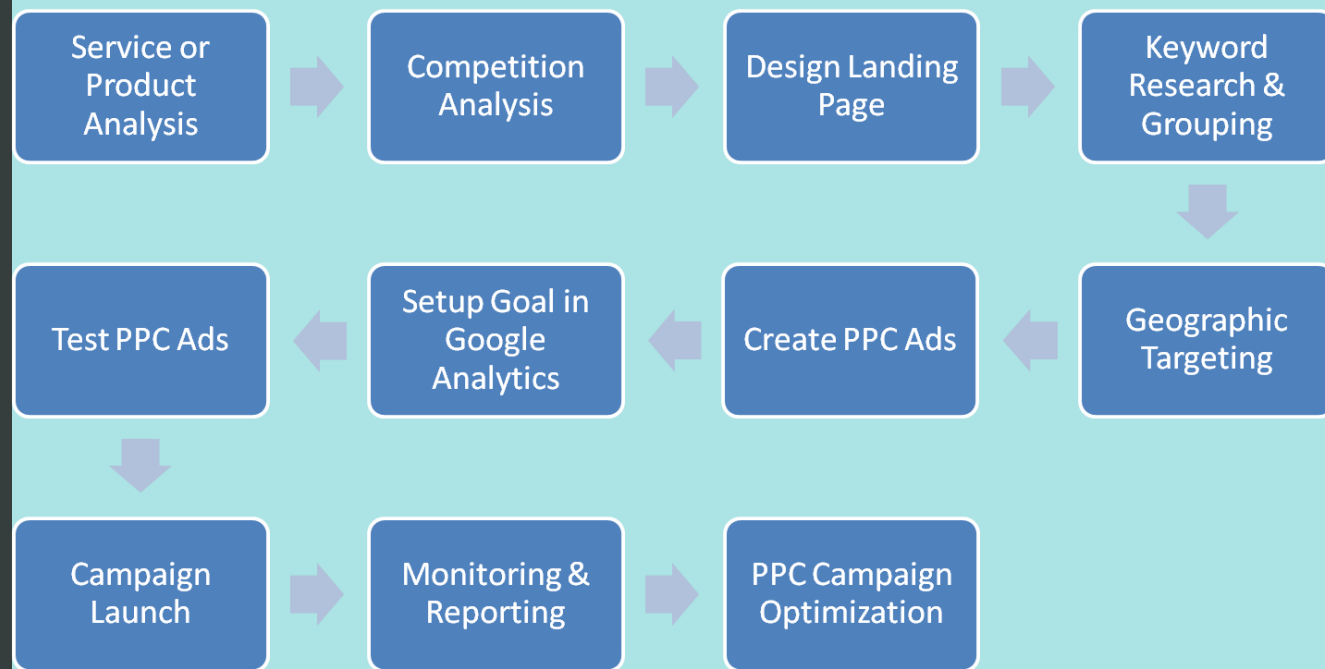 Service or
Product
Analysis
Competition
Analysis
Design Landing
Page
Keyword
Research &
Grouping
Geographic
Targeting
Create PPC Ads
Setup Goal in
Google
Analytics
Test PPC Ads
Campaign
Launch
Monitoring &
Reporting
PPC Campaign
Optimization